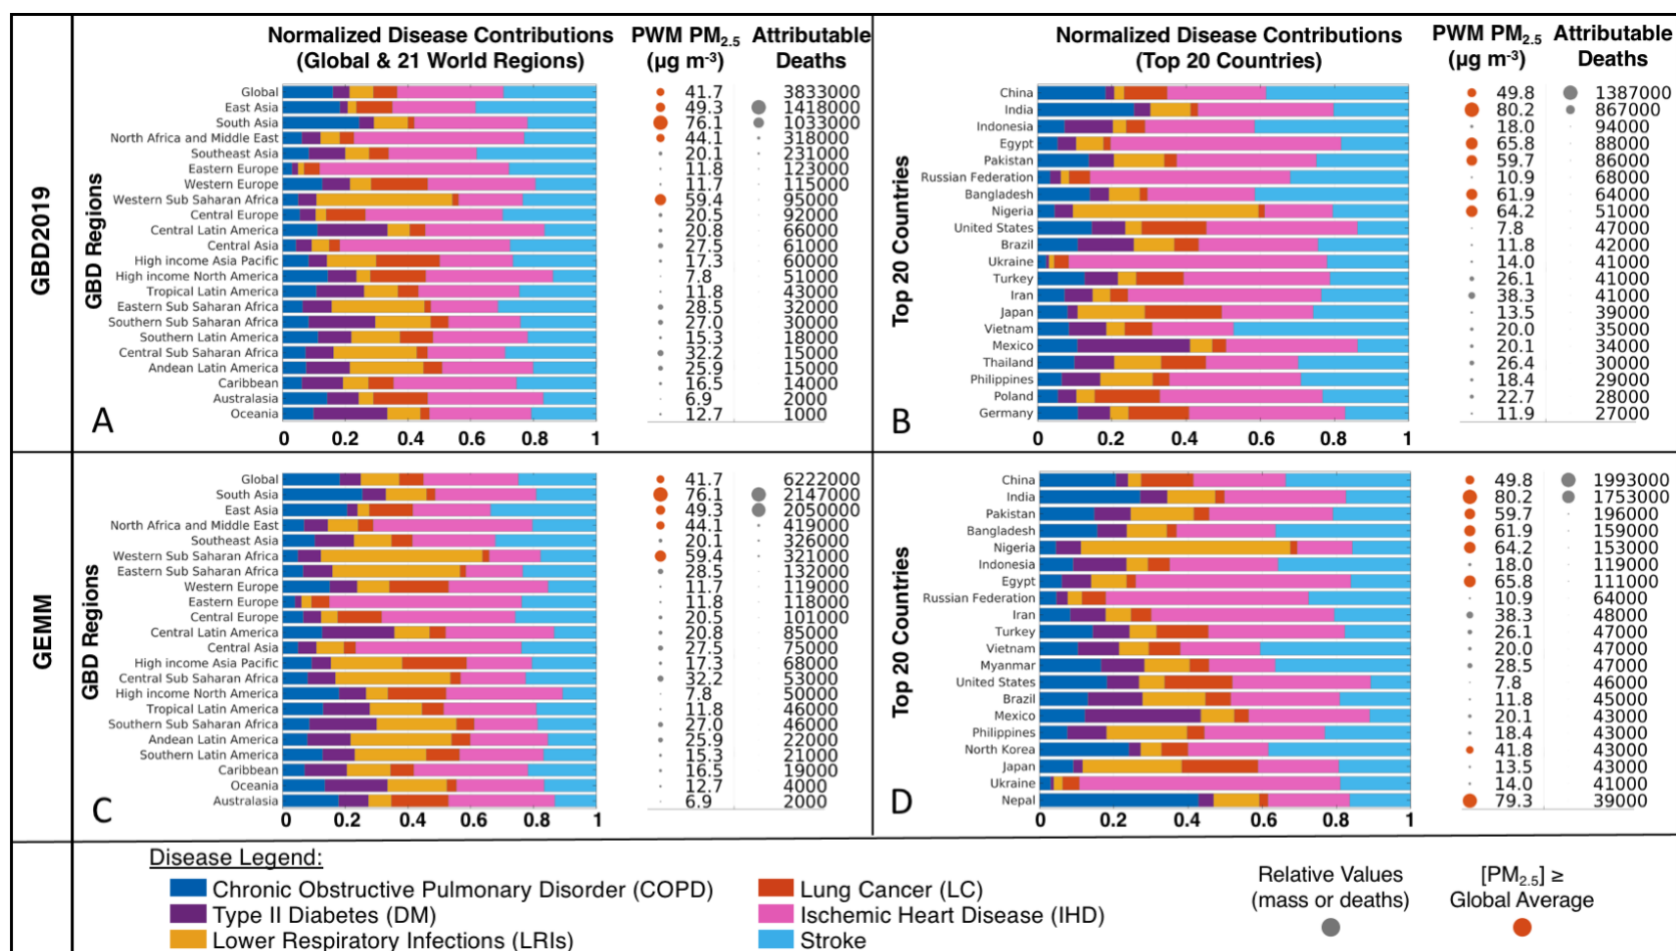 GBD2019
Normalized Disease Contributions
(Global & 21 World Regions)
PWM PM2.5
(µg m-3)
Attributable
Deaths
GBD Regions
Global 41.7 3833000
East Asia 49.3 1418000
South Asia 76.1 1033000
North Africa and Middle East 44.1 318000
Southeast Asia 20.1 231000
Eastern Europe 11.8 123000
Western Europe 11.7 115000
Western Sub Saharan Africa 59.4 95000
Central Europe 20.5 92000
Central Latin America 20.8 66000
Central Asia 27.5 61000
High income Asia Pacific 17.3 60000
High income North America 7.8 51000
Tropical Latin America 11.8 43000
Eastern Sub Saharan Africa 28.5 32000
Southern Sub Saharan Africa 27.0 30000
Southern Latin America 15.3 18000
Central Sub Saharan Africa 32.2 15000
Andean Latin America 25.9 15000
Caribbean 16.5 14000
Australasia 6.9 2000
Oceania 12.7 1000
A
0 0.2 0.4 0.6 0.8 1
Normalized Disease Contributions
(Top 20 Countries)
PWM PM2.5
(µg m-3)
Attributable
Deaths
Top 20 Countries
China 49.8 1387000
India 80.2 867000
Indonesia 18.0 94000
Egypt 65.8 88000
Pakistan 59.7 86000
Russian Federation 10.9 68000
Bangladesh 61.9 64000
Nigeria 64.2 51000
United States 7.8 47000
Brazil 11.8 42000
Ukraine 14.0 41000
Turkey 26.1 41000
Iran 38.3 41000
Japan 13.5 39000
Vietnam 20.0 35000
Mexico 20.1 34000
Thailand 26.4 30000
Philippines 18.4 29000
Poland 22.7 28000
Germany 11.9 27000
B
0 0.2 0.4 0.6 0.8 1
GEMM
GBD Regions
Global 41.7 6222000
South Asia 76.1 2147000
East Asia 49.3 2050000
North Africa and Middle East 44.1 419000
Southeast Asia 20.1 326000
Western Sub Saharan Africa 59.4 321000
Eastern Sub Saharan Africa 28.5 132000
Western Europe 11.7 119000
Eastern Europe 11.8 118000
Central Europe 20.5 101000
Central Latin America 20.8 85000
Central Asia 27.5 75000
High income Asia Pacific 17.3 68000
Central Sub Saharan Africa 32.2 53000
High income North America 7.8 50000
Tropical Latin America 11.8 46000
Southern Sub Saharan Africa 27.0 46000
Andean Latin America 25.9 22000
Southern Latin America 15.3 21000
Caribbean 16.5 19000
Oceania 12.7 4000
Australasia 6.9 2000
C
0 0.2 0.4 0.6 0.8 1
Top 20 Countries
China 49.8 1993000
India 80.2 1753000
Pakistan 59.7 196000
Bangladesh 61.9 159000
Nigeria 64.2 153000
Indonesia 18.0 119000
Egypt 65.8 111000
Russian Federation 10.9 64000
Iran 38.3 48000
Turkey 26.1 47000
Vietnam 20.0 47000
Myanmar 28.5 47000
United States 7.8 46000
Brazil 11.8 45000
Mexico 20.1 43000
Philippines 18.4 43000
North Korea 41.8 43000
Japan 13.5 43000
Ukraine 14.0 41000
Nepal 79.3 39000
D
0 0.2 0.4 0.6 0.8 1
Disease Legend:
Chronic Obstructive Pulmonary Disorder (COPD)
Type II Diabetes (DM)
Lower Respiratory Infections (LRIs)
Lung Cancer (LC)
Ischemic Heart Disease (IHD)
Stroke
Relative Values
(mass or deaths)
[PM2.5] ≥
Global Average